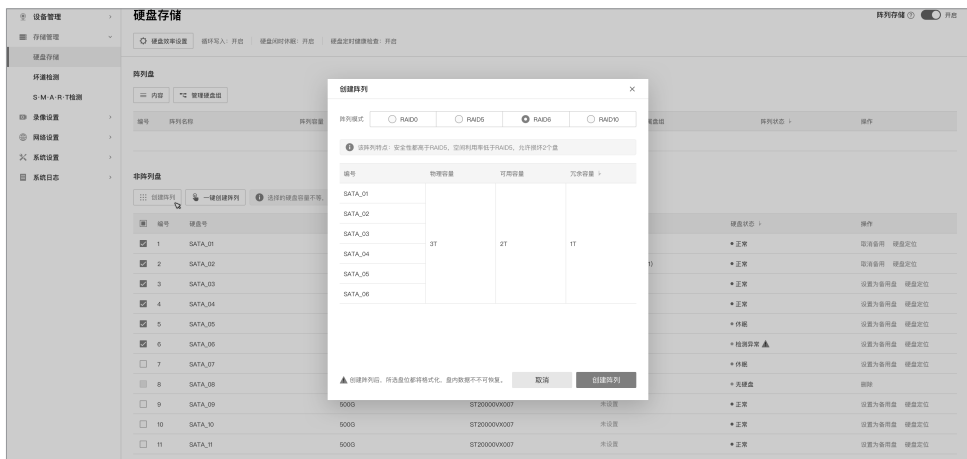 设备管理
存储管理
硬盘存储
环道检测
S·M·A·R·T检测
录像设置
网络设置
系统设置
系统日志
硬盘存储
阵列存储 开启
硬盘效率设置 循环写入：开启 硬盘闲时休眠：开启 硬盘定时健康检查：开启
阵列盘
内容 管理硬盘组
编号 阵列名称 阵列容量 属盘组 阵列状态 操作
非阵列盘
创建阵列 一键创建阵列 选择的硬盘容量不等，
编号 硬盘号 硬盘状态 操作
1 SATA_01 正常 取消备用 硬盘定位
2 SATA_02 1) 正常 取消备用 硬盘定位
3 SATA_03 正常 设置为备用盘 硬盘定位
4 SATA_04 正常 设置为备用盘 硬盘定位
5 SATA_05 休眠 设置为备用盘 硬盘定位
6 SATA_06 检测异常 设置为备用盘 硬盘定位
7 SATA_07 休眠 设置为备用盘 硬盘定位
8 SATA_08 无硬盘 删除
9 SATA_09 500G ST20000VX007 未设置 正常 设置为备用盘 硬盘定位
10 SATA_10 500G ST20000VX007 未设置 正常 设置为备用盘 硬盘定位
11 SATA_11 500G ST20000VX007 未设置 正常 设置为备用盘 硬盘定位
创建阵列
阵列模式 RAID0 RAID5 RAID6 RAID10
该阵列特点：安全性都高于RAID5、空间利用率低于RAID5、允许损坏2个盘
编号 物理容量 可用容量 冗余容量
SATA_01
SATA_02
SATA_03
3T 2T 1T
SATA_04
SATA_05
SATA_06
创建阵列后，所选盘位都将格式化，盘内数据不不可恢复。 取消 创建阵列